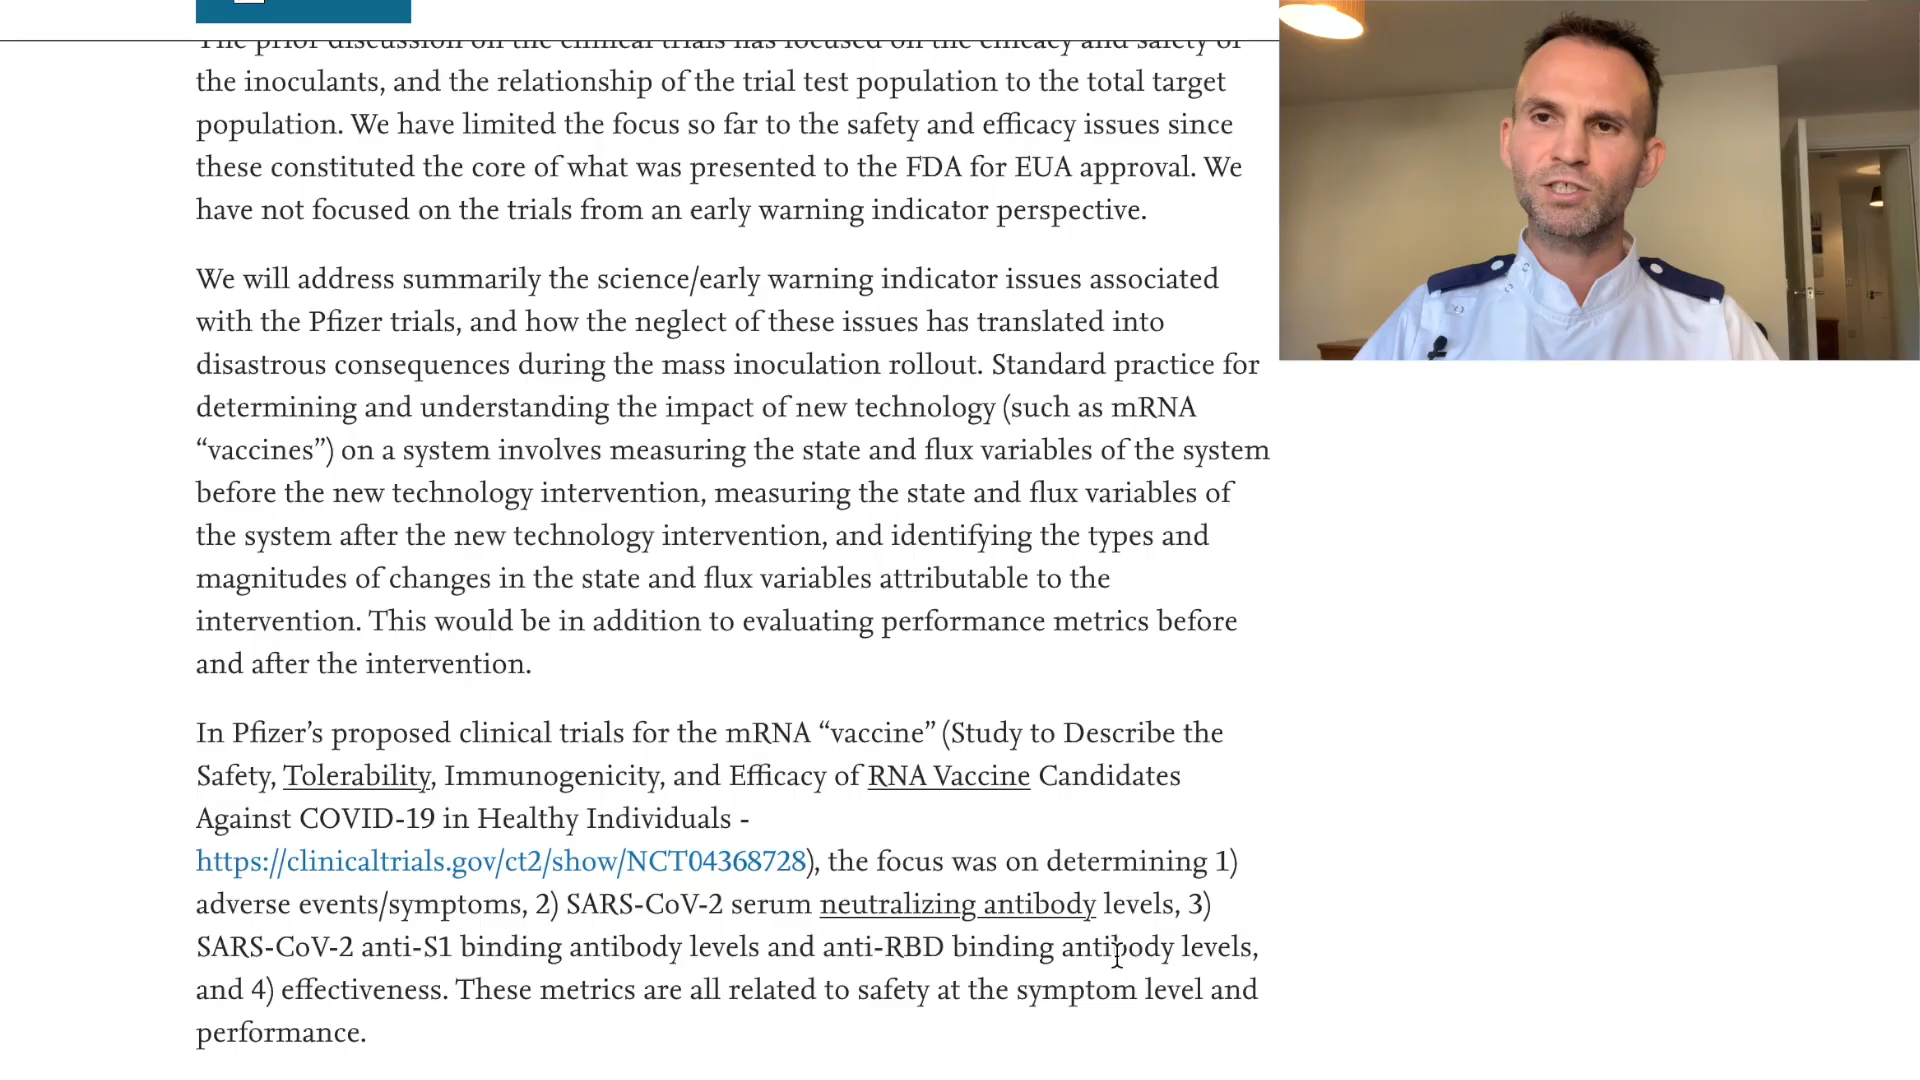 The prior discussion on the clinical trials has focused on the efficacy and safety of
the inoculants, and the relationship of the trial test population to the total target
population. We have limited the focus so far to the safety and efficacy issues since
these constituted the core of what was presented to the FDA for EUA approval. We
have not focused on the trials from an early warning indicator perspective.
We will address summarily the science/early warning indicator issues associated
with the Pfizer trials, and how the neglect of these issues has translated into
disastrous consequences during the mass inoculation rollout. Standard practice for
determining and understanding the impact of new technology (such as mRNA
“vaccines”) on a system involves measuring the state and flux variables of the system
before the new technology intervention, measuring the state and flux variables of
the system after the new technology intervention, and identifying the types and
magnitudes of changes in the state and flux variables attributable to the
intervention. This would be in addition to evaluating performance metrics before
and after the intervention.
In Pfizer’s proposed clinical trials for the mRNA “vaccine” (Study to Describe the
Safety, Tolerability, Immunogenicity, and Efficacy of RNA Vaccine Candidates
Against COVID-19 in Healthy Individuals -
https://clinicaltrials.gov/ct2/show/NCT04368728), the focus was on determining 1)
adverse events/symptoms, 2) SARS-CoV-2 serum neutralizing antibody levels, 3)
SARS-CoV-2 anti-S1 binding antibody levels and anti-RBD binding antibody levels,
and 4) effectiveness. These metrics are all related to safety at the symptom level and
performance.